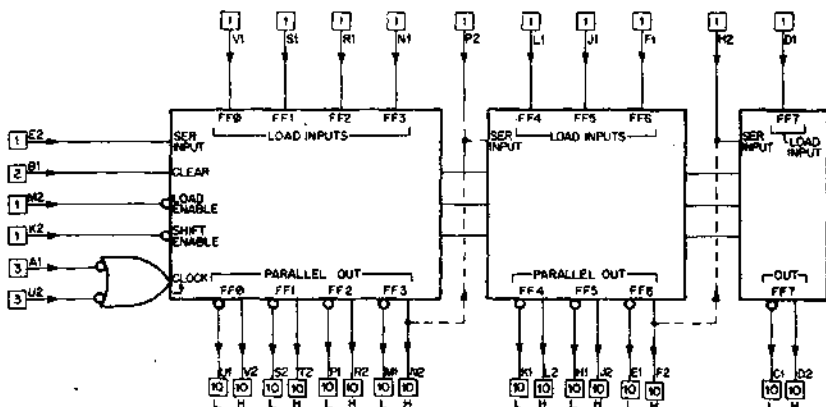 1 1 1 1 1 1 1 1 1 1
V1 S1 R1 N1 P2 L1 J1 F1 H2 D1
FF0 FF1 FF2 FF3 FF4 FF5 FF6 FF7
LOAD INPUTS LOAD INPUTS LOAD INPUT
1 E2 SER INPUT SER INPUT SER INPUT
2 B1 CLEAR
1 M2 LOAD ENABLE
1 K2 SHIFT ENABLE
3 A1 CLOCK
3 U2
PARALLEL OUT PARALLEL OUT OUT
FF0 FF1 FF2 FF3 FF4 FF5 FF6 FF7
U1 V2 S2 T2 P1 R2 M1 N2 K1 L2 H1 J2 E1 F2 C1 D2
10 10 10 10 10 10 10 10 10 10 10 10 10 10 10 10
L H L H L H L H L H L H L H L H